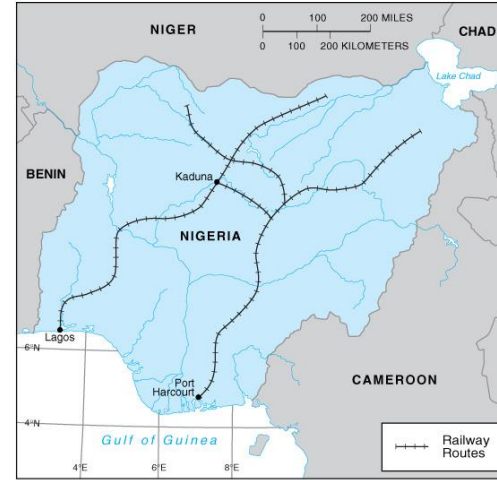 NIGER
0 100 200 MILES
0 100 200 KILOMETERS
CHAD
Lake Chad
BENIN
Kaduna
NIGERIA
Lagos
6°N
Port
Harcourt
CAMEROON
4°N
Gulf of Guinea
Railway
Routes
4°E
6°E
8°E